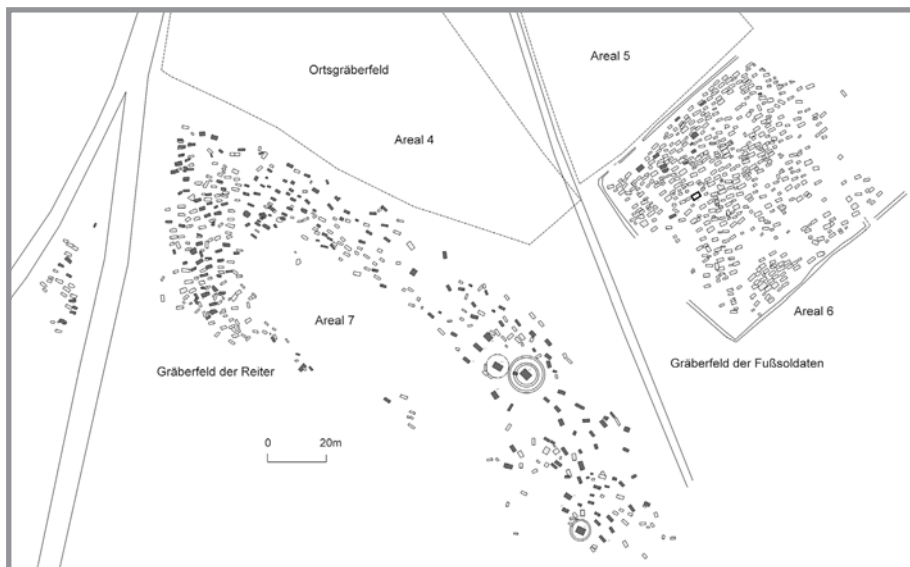 Ortsgräberfeld
Areal 5
Areal 4
Areal 7
Areal 6
Gräberfeld der Reiter
Gräberfeld der Fußsoldaten
0 20m